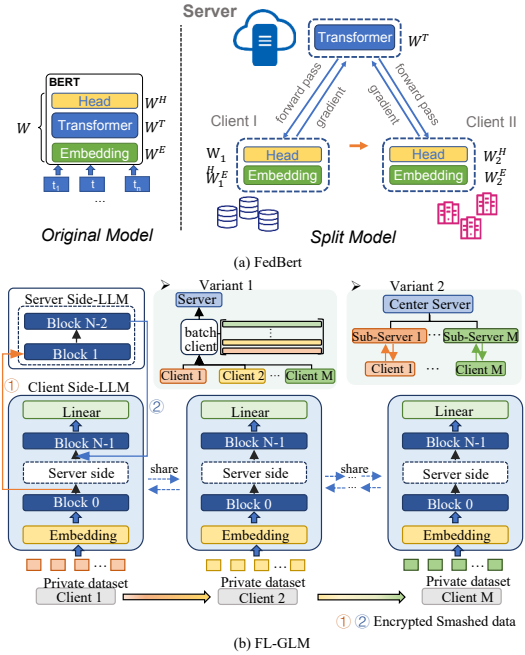 Server
BERT
Head
Transformer
Embedding
W
W^H
W^T
W^E
t_1
t
t_n
...
Original Model
Transformer
W^T
forward pass
gradient
gradient
forward pass
Client I
Client II
W_1^H
W_1^E
Head
Embedding
Head
Embedding
W_2^H
W_2^E
Split Model
(a) FedBert
Server Side-LLM
Block N-2
Block 1
①
②
Variant 1
Server
batch client
Client 1
Client 2
...
Client M
Variant 2
Center Server
Sub-Server 1
...
Sub-Server M
Client 1
...
Client M
Client Side-LLM
Linear
Block N-1
Server side
Block 0
Embedding
...
Private dataset
Client 1
share
Linear
Block N-1
Server side
Block 0
Embedding
...
Private dataset
Client 2
share
...
...
Linear
Block N-1
Server side
Block 0
Embedding
...
Private dataset
Client M
① ② Encrypted Smashed data
(b) FL-GLM